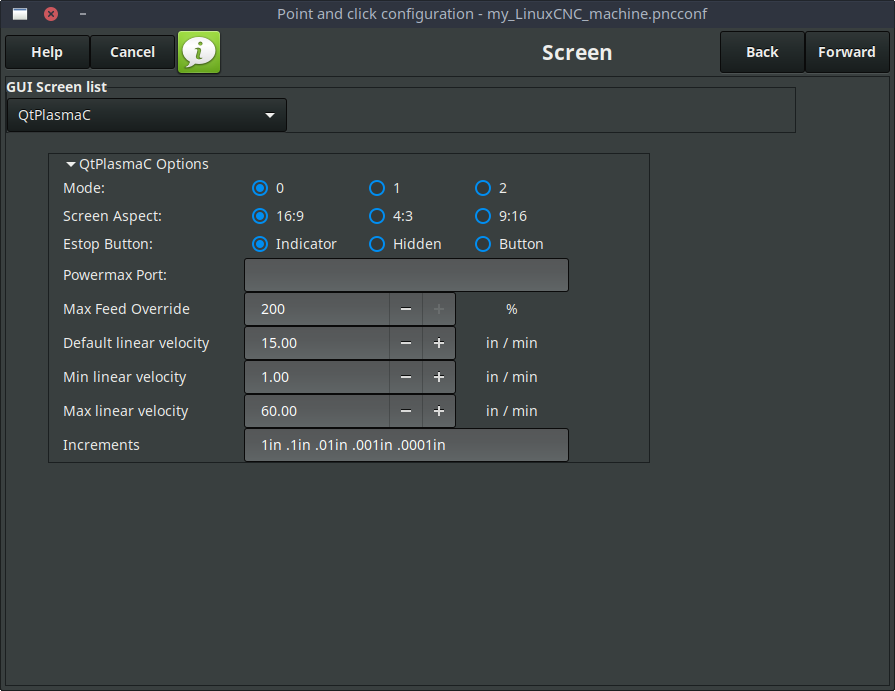 Point and click configuration - my_LinuxCNC_machine.pncconf
Help Cancel Screen Back Forward
GUI Screen list
QtPlasmaC
QtPlasmaC Options
Mode: 0 1 2
Screen Aspect: 16:9 4:3 9:16
Estop Button: Indicator Hidden Button
Powermax Port:
Max Feed Override 200 − + %
Default linear velocity 15.00 − + in / min
Min linear velocity 1.00 − + in / min
Max linear velocity 60.00 − + in / min
Increments 1in .1in .01in .001in .0001in